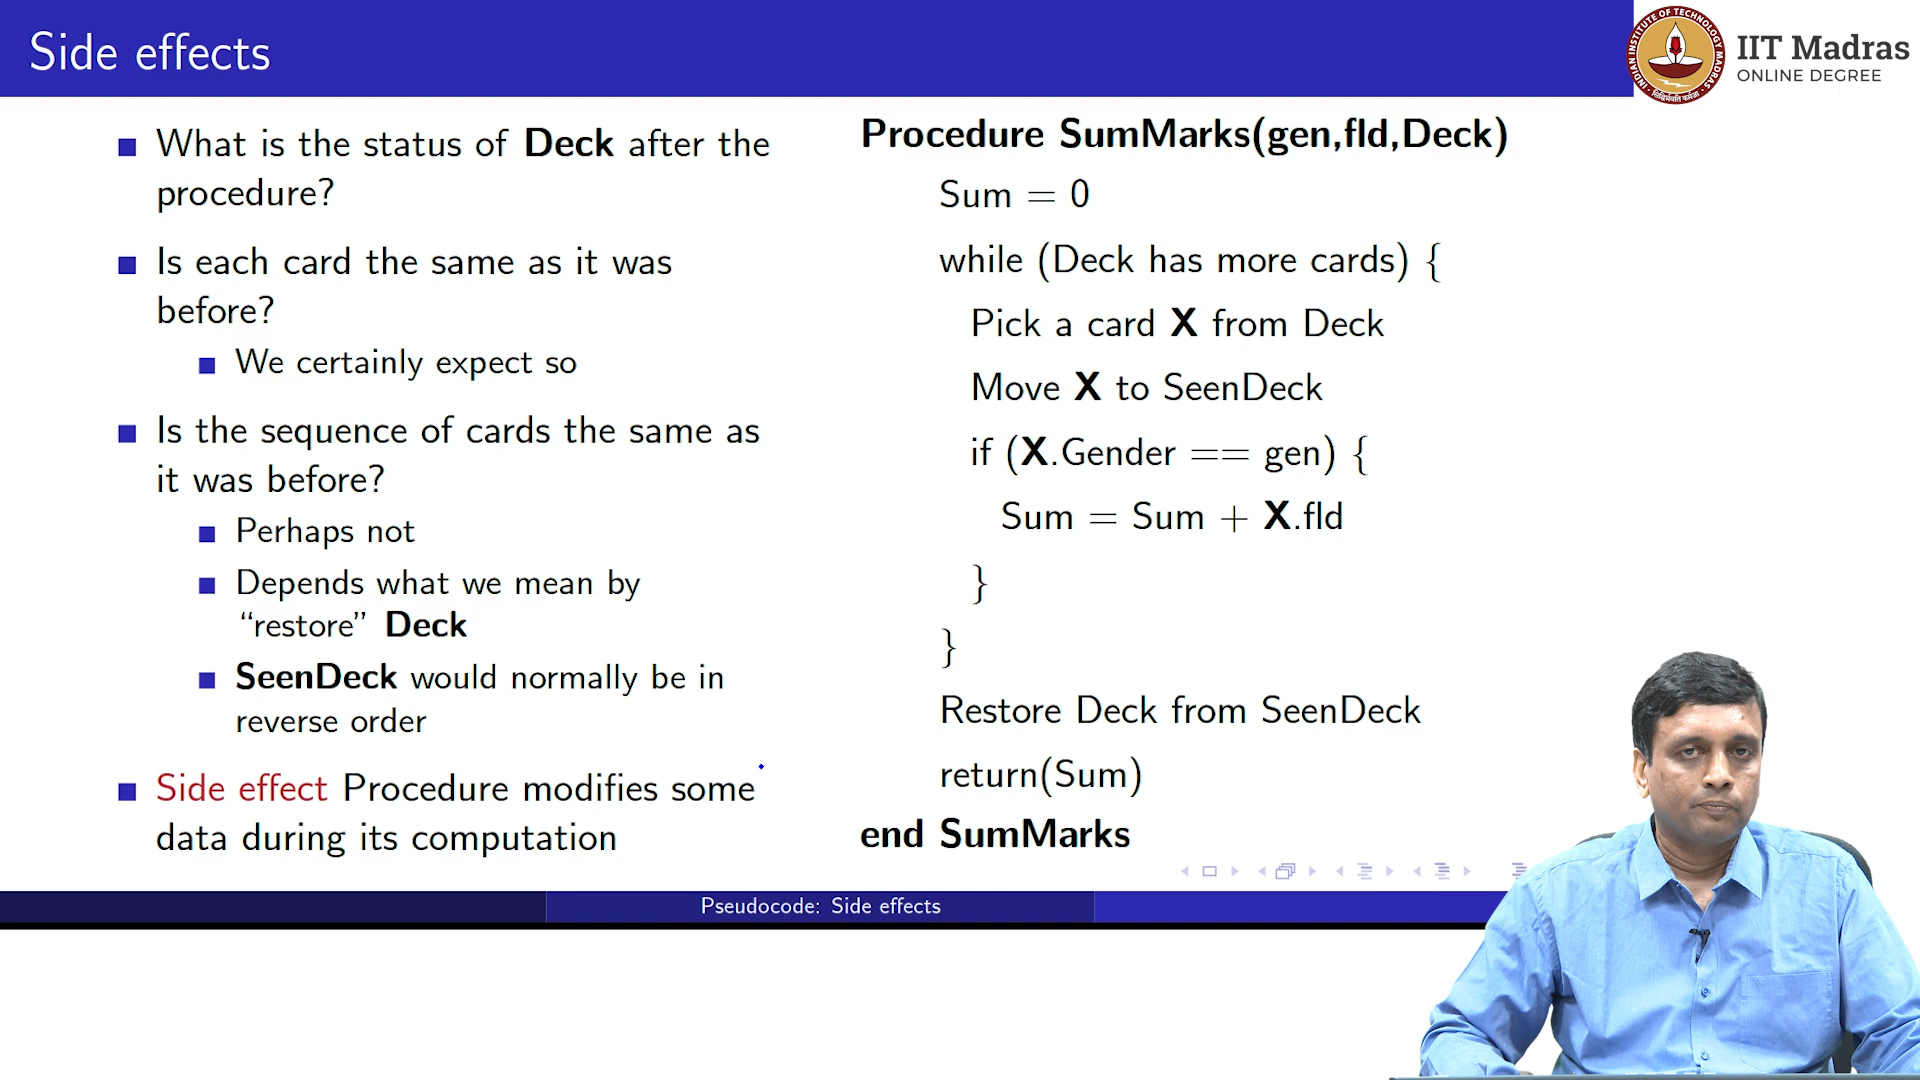 Side effects
IIT Madras
ONLINE DEGREE
INDIAN INSTITUTE OF TECHNOLOGY MADRAS
What is the status of Deck after the
procedure?
Is each card the same as it was
before?
We certainly expect so
Is the sequence of cards the same as
it was before?
Perhaps not
Depends what we mean by
“restore” Deck
SeenDeck would normally be in
reverse order
Side effect Procedure modifies some
data during its computation
Procedure SumMarks(gen,fld,Deck)
Sum = 0
while (Deck has more cards) {
Pick a card X from Deck
Move X to SeenDeck
if (X.Gender == gen) {
Sum = Sum + X.fld
}
}
Restore Deck from SeenDeck
return(Sum)
end SumMarks
Pseudocode: Side effects